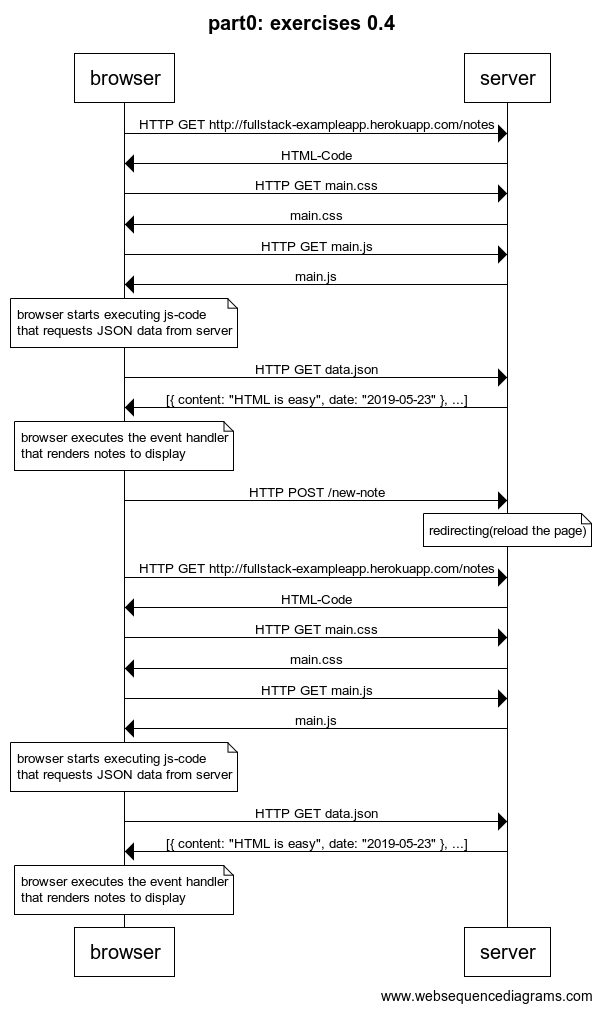 part0: exercises 0.4
browser
server
HTTP GET http://fullstack-exampleapp.herokuapp.com/notes
HTML-Code
HTTP GET main.css
main.css
HTTP GET main.js
main.js
browser starts executing js-code
that requests JSON data from server
HTTP GET data.json
[{ content: "HTML is easy", date: "2019-05-23" }, ...]
browser executes the event handler
that renders notes to display
HTTP POST /new-note
redirecting(reload the page)
HTTP GET http://fullstack-exampleapp.herokuapp.com/notes
HTML-Code
HTTP GET main.css
main.css
HTTP GET main.js
main.js
browser starts executing js-code
that requests JSON data from server
HTTP GET data.json
[{ content: "HTML is easy", date: "2019-05-23" }, ...]
browser executes the event handler
that renders notes to display
browser
server
www.websequencediagrams.com